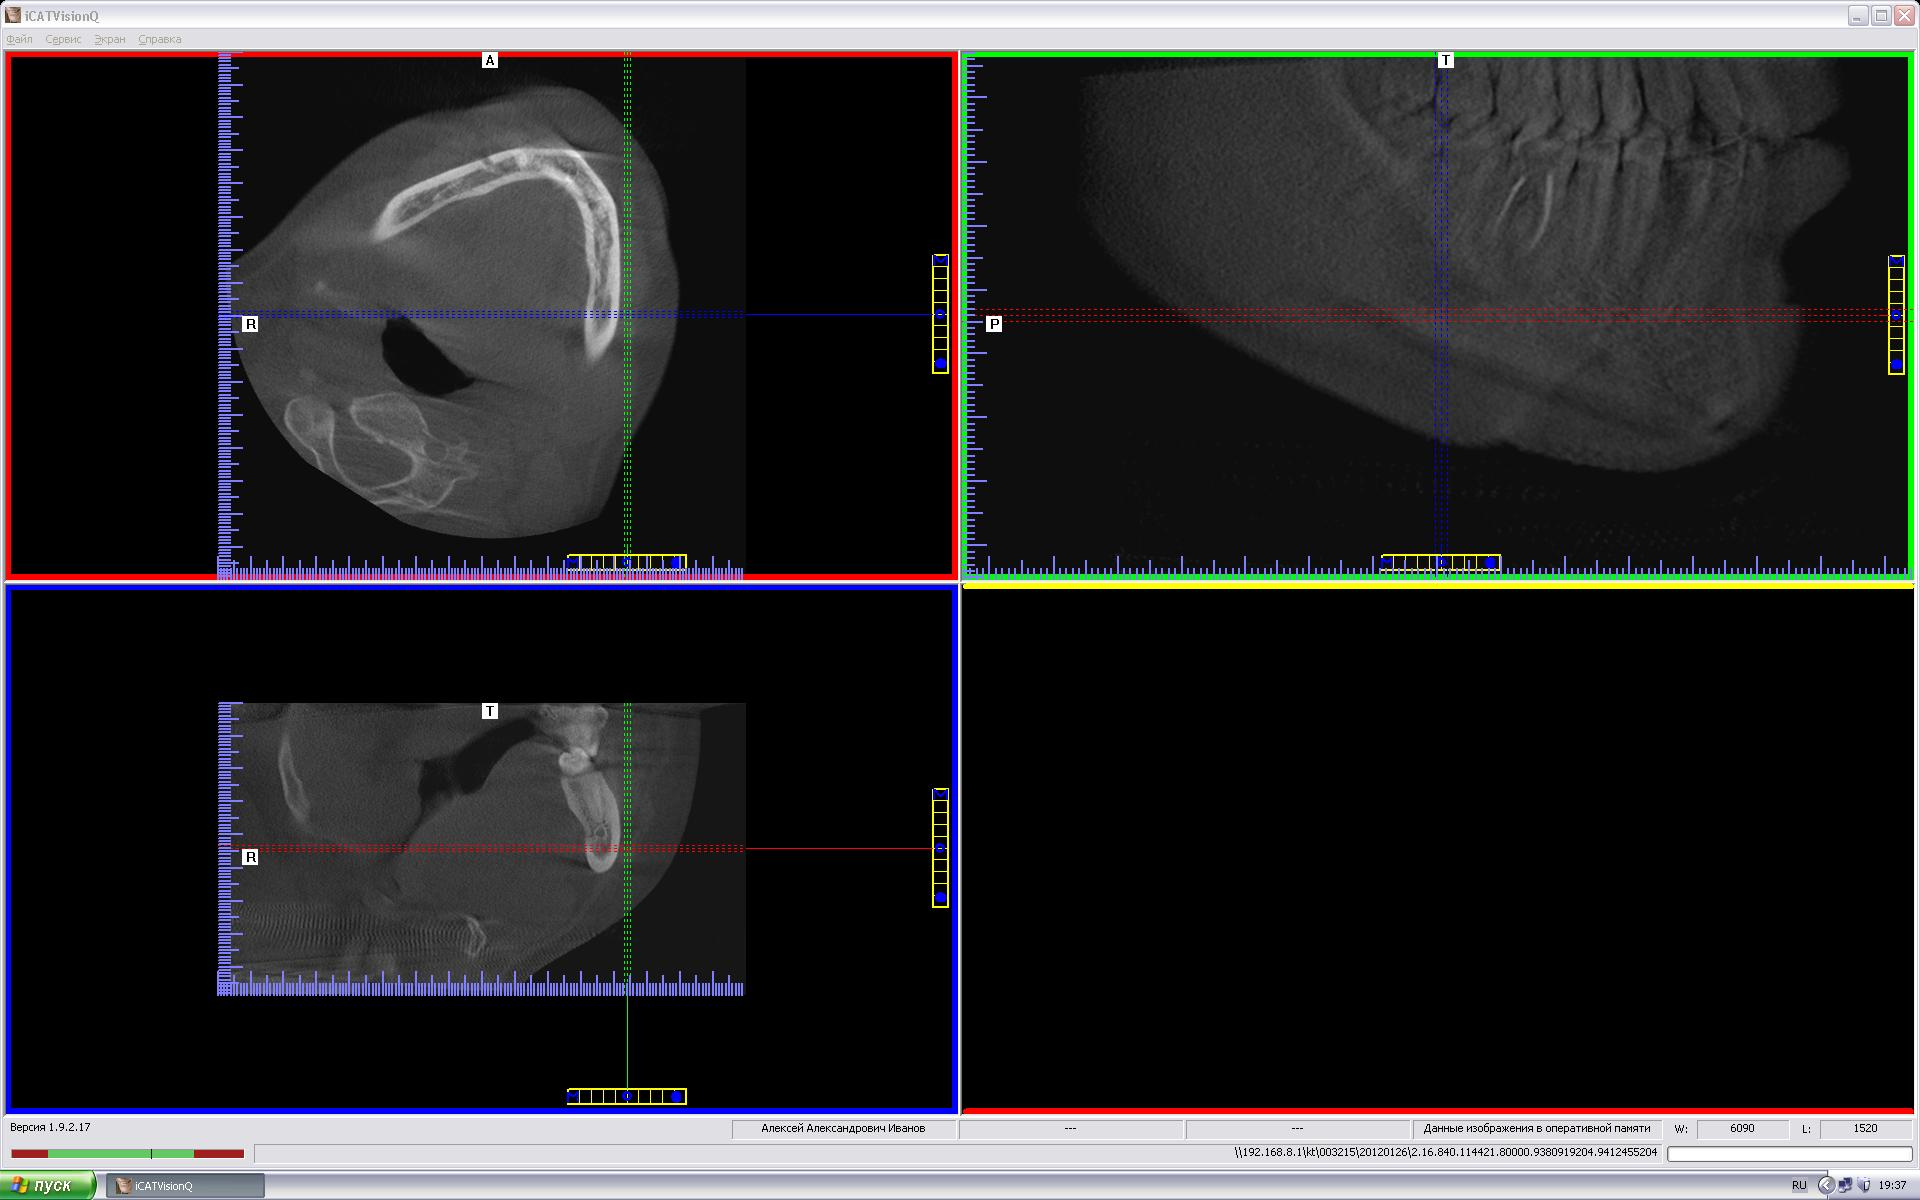 iCATVisionQ
Файл Сервис Экран Справка
A
R
T
P
T
R
Версия 1.9.2.17
Алексей Александрович Иванов --- --- Данные изображения в оперативной памяти W: 6090 L: 1520
\\192.168.8.1\kt\003215\20120126\2.16.840.114421.80000.9380919204.9412455204
пуск iCATVisionQ RU 19:37